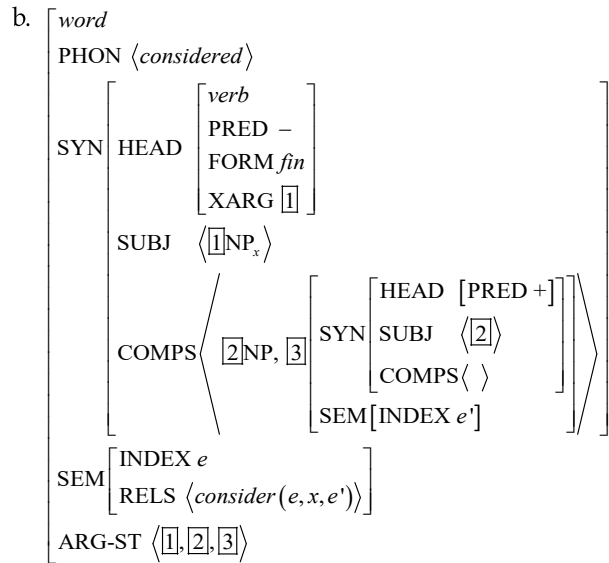 b.
word
PHON ⟨considered⟩
verb
PRED –
SYN HEAD
FORM fin
XARG 1
SUBJ ⟨1NPₓ⟩
HEAD [PRED +]
SYN SUBJ ⟨2⟩
COMPS ⟨ 2NP, 3
COMPS⟨ ⟩
SEM[INDEX e']
INDEX e
SEM
RELS ⟨consider(e, x, e')⟩
ARG-ST ⟨1, 2, 3⟩